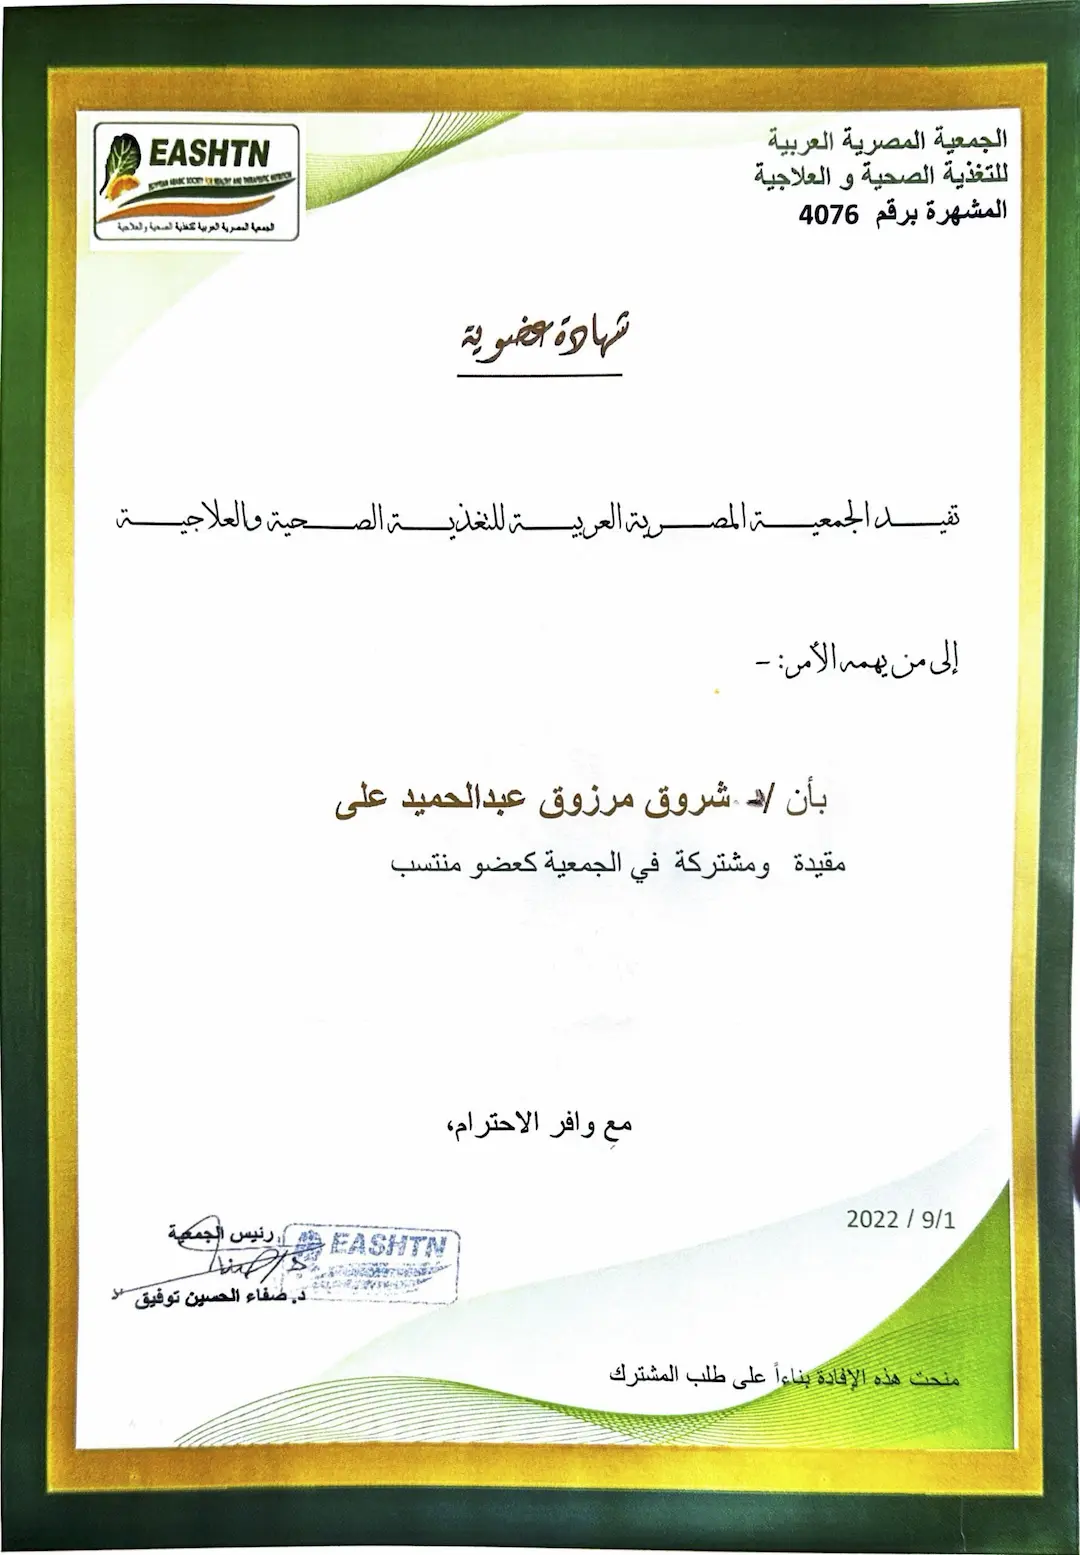 EASHTN
EGYPTIAN ARABIC SOCIETY FOR HEALTHY AND THERAPEUTIC NUTRITION
الجمعية المصرية العربية للتغذية الصحية والعلاجية
الجمعية المصرية العربية
للتغذية الصحية و العلاجية
المشهرة برقم 4076
شهادة عضوية
تفيد الجمعية المصرية العربية للتغذية الصحية والعلاجية
إلى من يهمه الأمر: -
بأن / شروق مرزوق عبدالحميد على
مقيدة ومشتركة في الجمعية كعضو منتسب
مع وافر الاحترام،
2022 / 9/1
رئيس الجمعية
EASHTN
د. صفاء الحسين توفيق
منحت هذه الإفادة بناءاً على طلب المشترك